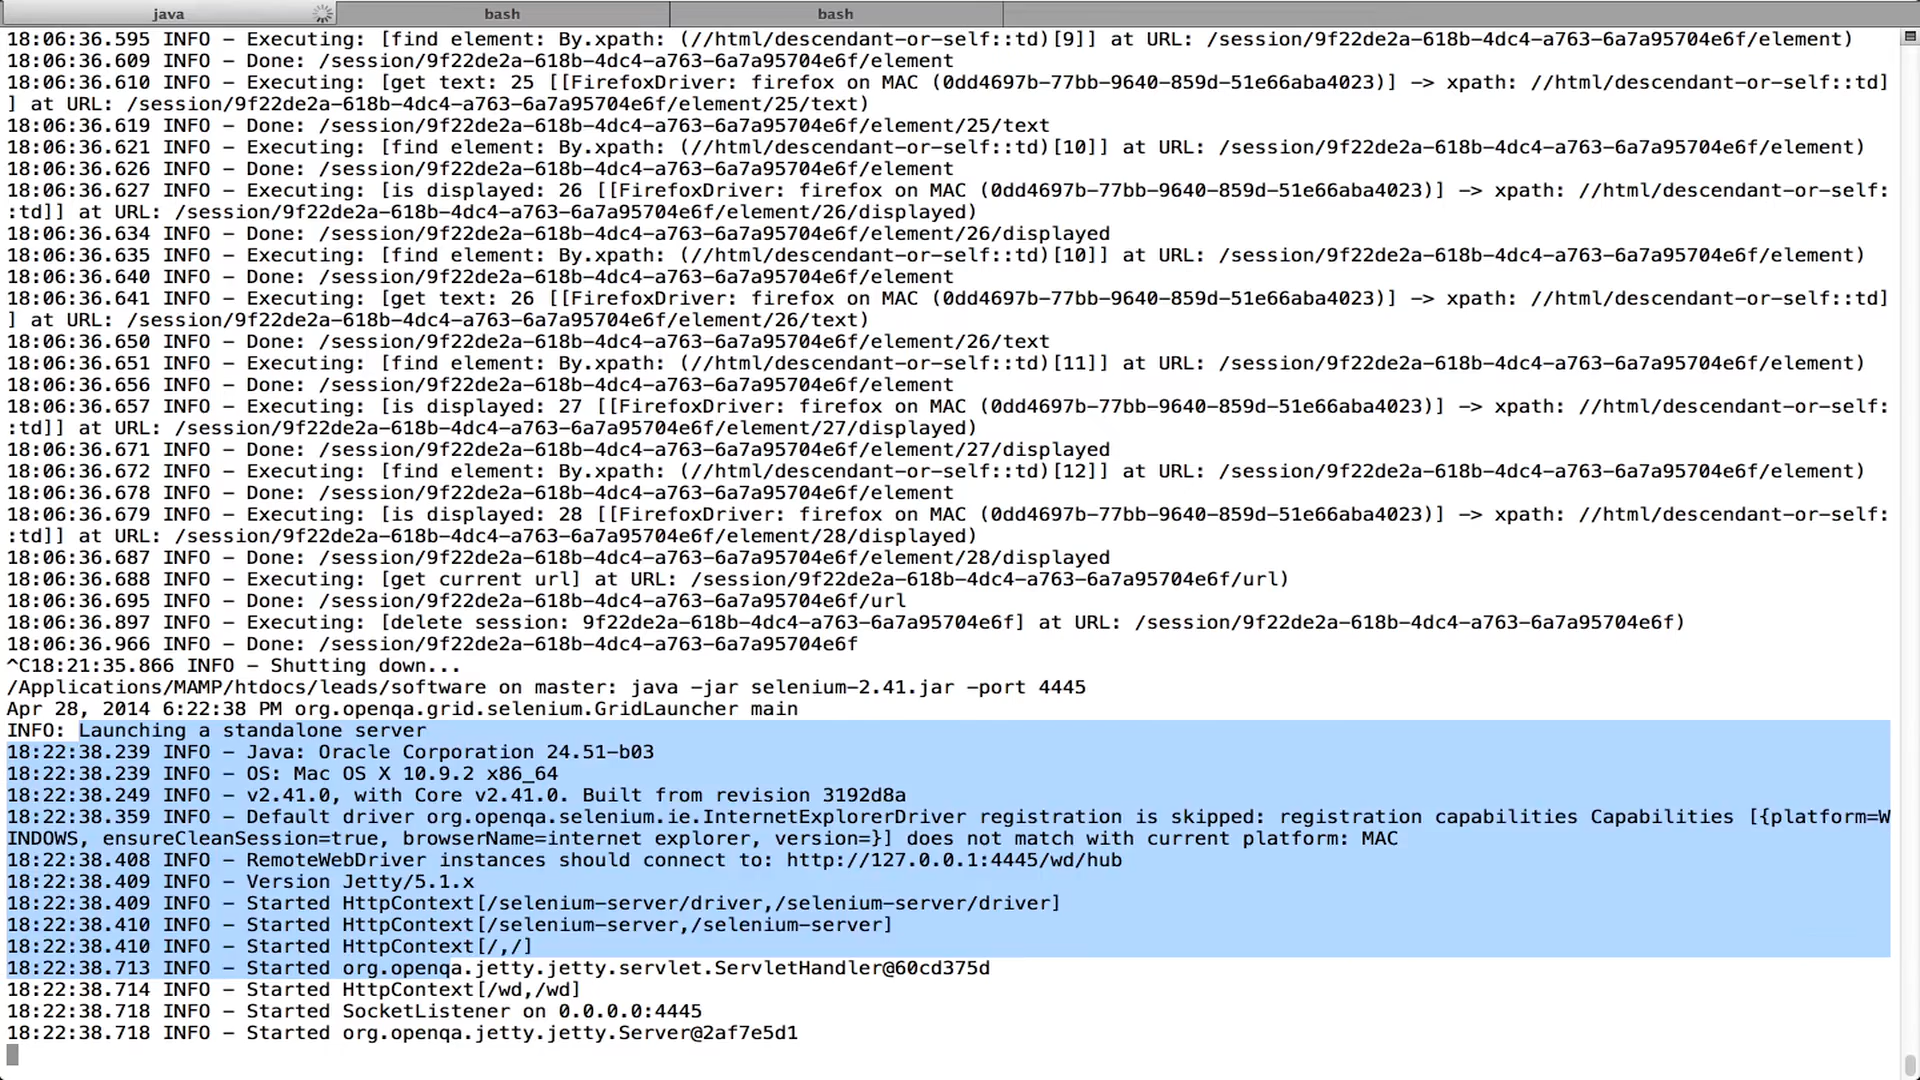 java
bash
bash
18:06:36.595 INFO - Executing: [find element: By.xpath: (//html/descendant-or-self::td)[9]] at URL: /session/9f22de2a-618b-4dc4-a763-6a7a95704e6f/element)
18:06:36.609 INFO - Done: /session/9f22de2a-618b-4dc4-a763-6a7a95704e6f/element
18:06:36.610 INFO - Executing: [get text: 25 [[FirefoxDriver: firefox on MAC (0dd4697b-77bb-9640-859d-51e66aba4023)] -> xpath: //html/descendant-or-self::td]
] at URL: /session/9f22de2a-618b-4dc4-a763-6a7a95704e6f/element/25/text)
18:06:36.619 INFO - Done: /session/9f22de2a-618b-4dc4-a763-6a7a95704e6f/element/25/text
18:06:36.621 INFO - Executing: [find element: By.xpath: (//html/descendant-or-self::td)[10]] at URL: /session/9f22de2a-618b-4dc4-a763-6a7a95704e6f/element)
18:06:36.626 INFO - Done: /session/9f22de2a-618b-4dc4-a763-6a7a95704e6f/element
18:06:36.627 INFO - Executing: [is displayed: 26 [[FirefoxDriver: firefox on MAC (0dd4697b-77bb-9640-859d-51e66aba4023)] -> xpath: //html/descendant-or-self:
:td]] at URL: /session/9f22de2a-618b-4dc4-a763-6a7a95704e6f/element/26/displayed)
18:06:36.634 INFO - Done: /session/9f22de2a-618b-4dc4-a763-6a7a95704e6f/element/26/displayed
18:06:36.635 INFO - Executing: [find element: By.xpath: (//html/descendant-or-self::td)[10]] at URL: /session/9f22de2a-618b-4dc4-a763-6a7a95704e6f/element)
18:06:36.640 INFO - Done: /session/9f22de2a-618b-4dc4-a763-6a7a95704e6f/element
18:06:36.641 INFO - Executing: [get text: 26 [[FirefoxDriver: firefox on MAC (0dd4697b-77bb-9640-859d-51e66aba4023)] -> xpath: //html/descendant-or-self::td]
] at URL: /session/9f22de2a-618b-4dc4-a763-6a7a95704e6f/element/26/text)
18:06:36.650 INFO - Done: /session/9f22de2a-618b-4dc4-a763-6a7a95704e6f/element/26/text
18:06:36.651 INFO - Executing: [find element: By.xpath: (//html/descendant-or-self::td)[11]] at URL: /session/9f22de2a-618b-4dc4-a763-6a7a95704e6f/element)
18:06:36.656 INFO - Done: /session/9f22de2a-618b-4dc4-a763-6a7a95704e6f/element
18:06:36.657 INFO - Executing: [is displayed: 27 [[FirefoxDriver: firefox on MAC (0dd4697b-77bb-9640-859d-51e66aba4023)] -> xpath: //html/descendant-or-self:
:td]] at URL: /session/9f22de2a-618b-4dc4-a763-6a7a95704e6f/element/27/displayed)
18:06:36.671 INFO - Done: /session/9f22de2a-618b-4dc4-a763-6a7a95704e6f/element/27/displayed
18:06:36.672 INFO - Executing: [find element: By.xpath: (//html/descendant-or-self::td)[12]] at URL: /session/9f22de2a-618b-4dc4-a763-6a7a95704e6f/element)
18:06:36.678 INFO - Done: /session/9f22de2a-618b-4dc4-a763-6a7a95704e6f/element
18:06:36.679 INFO - Executing: [is displayed: 28 [[FirefoxDriver: firefox on MAC (0dd4697b-77bb-9640-859d-51e66aba4023)] -> xpath: //html/descendant-or-self:
:td]] at URL: /session/9f22de2a-618b-4dc4-a763-6a7a95704e6f/element/28/displayed)
18:06:36.687 INFO - Done: /session/9f22de2a-618b-4dc4-a763-6a7a95704e6f/element/28/displayed
18:06:36.688 INFO - Executing: [get current url] at URL: /session/9f22de2a-618b-4dc4-a763-6a7a95704e6f/url)
18:06:36.695 INFO - Done: /session/9f22de2a-618b-4dc4-a763-6a7a95704e6f/url
18:06:36.897 INFO - Executing: [delete session: 9f22de2a-618b-4dc4-a763-6a7a95704e6f] at URL: /session/9f22de2a-618b-4dc4-a763-6a7a95704e6f)
18:06:36.966 INFO - Done: /session/9f22de2a-618b-4dc4-a763-6a7a95704e6f
^C18:21:35.866 INFO - Shutting down...
/Applications/MAMP/htdocs/leads/software on master: java -jar selenium-2.41.jar -port 4445
Apr 28, 2014 6:22:38 PM org.openqa.grid.selenium.GridLauncher main
INFO: Launching a standalone server
18:22:38.239 INFO - Java: Oracle Corporation 24.51-b03
18:22:38.239 INFO - OS: Mac OS X 10.9.2 x86_64
18:22:38.249 INFO - v2.41.0, with Core v2.41.0. Built from revision 3192d8a
18:22:38.359 INFO - Default driver org.openqa.selenium.ie.InternetExplorerDriver registration is skipped: registration capabilities Capabilities [{platform=W
INDOWS, ensureCleanSession=true, browserName=internet explorer, version=}] does not match with current platform: MAC
18:22:38.408 INFO - RemoteWebDriver instances should connect to: http://127.0.0.1:4445/wd/hub
18:22:38.409 INFO - Version Jetty/5.1.x
18:22:38.409 INFO - Started HttpContext[/selenium-server/driver,/selenium-server/driver]
18:22:38.410 INFO - Started HttpContext[/selenium-server,/selenium-server]
18:22:38.410 INFO - Started HttpContext[/,/]
18:22:38.713 INFO - Started org.openqa.jetty.jetty.servlet.ServletHandler@60cd375d
18:22:38.714 INFO - Started HttpContext[/wd,/wd]
18:22:38.718 INFO - Started SocketListener on 0.0.0.0:4445
18:22:38.718 INFO - Started org.openqa.jetty.jetty.Server@2af7e5d1